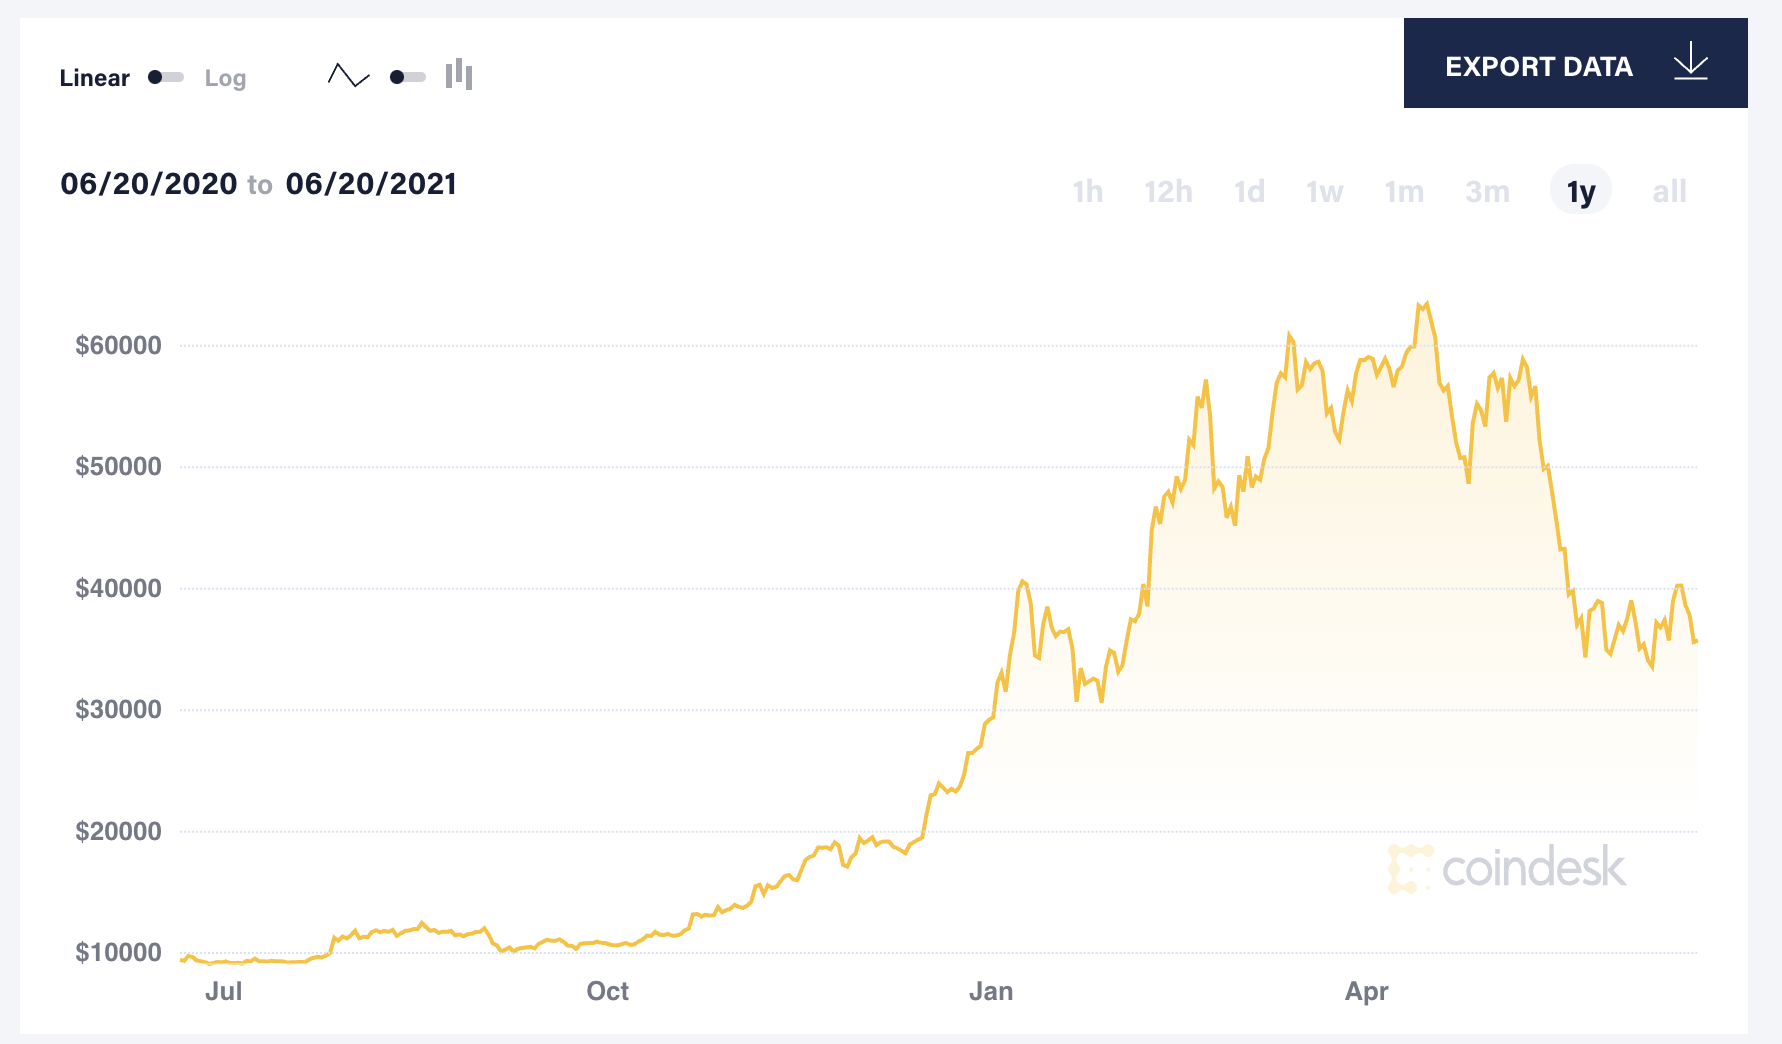 Linear Log
EXPORT DATA
06/20/2020 to 06/20/2021
1h 12h 1d 1w 1m 3m 1y all
$60000
$50000
$40000
$30000
$20000
coindesk
$10000
Jul Oct Jan Apr